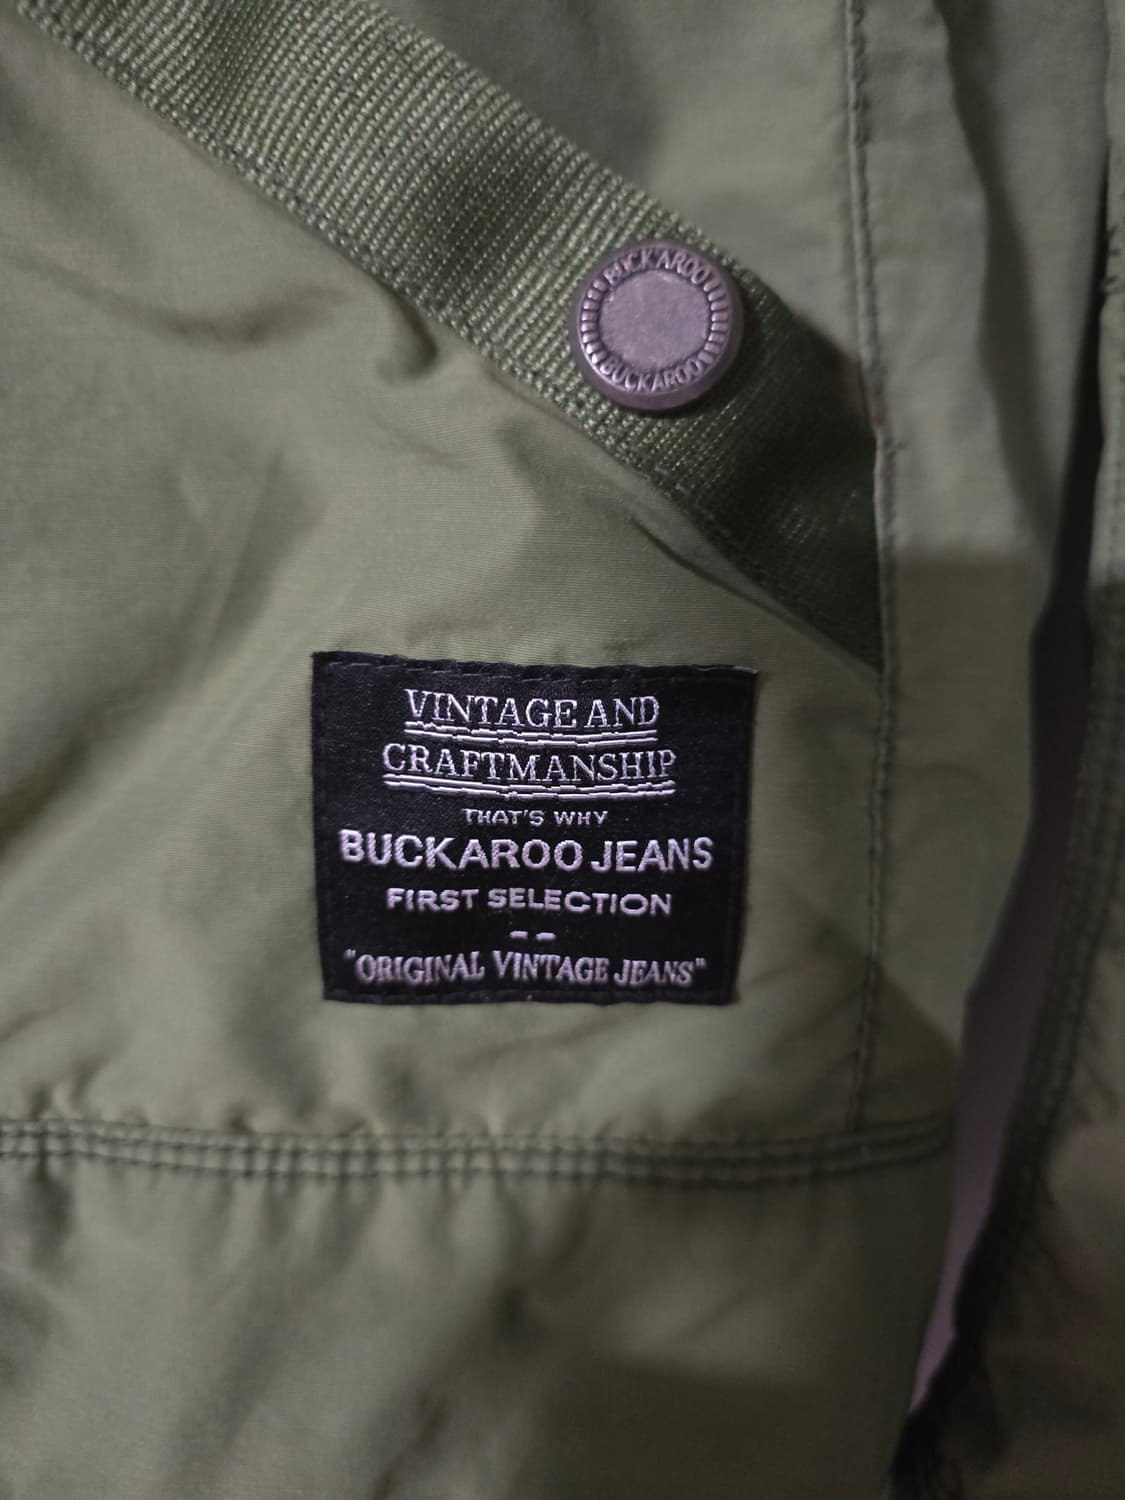 BUCKAROO
BUCKAROO
VINTAGE AND
CRAFTMANSHIP
THAT'S WHY
BUCKAROO JEANS
FIRST SELECTION
--
"ORIGINAL VINTAGE JEANS"